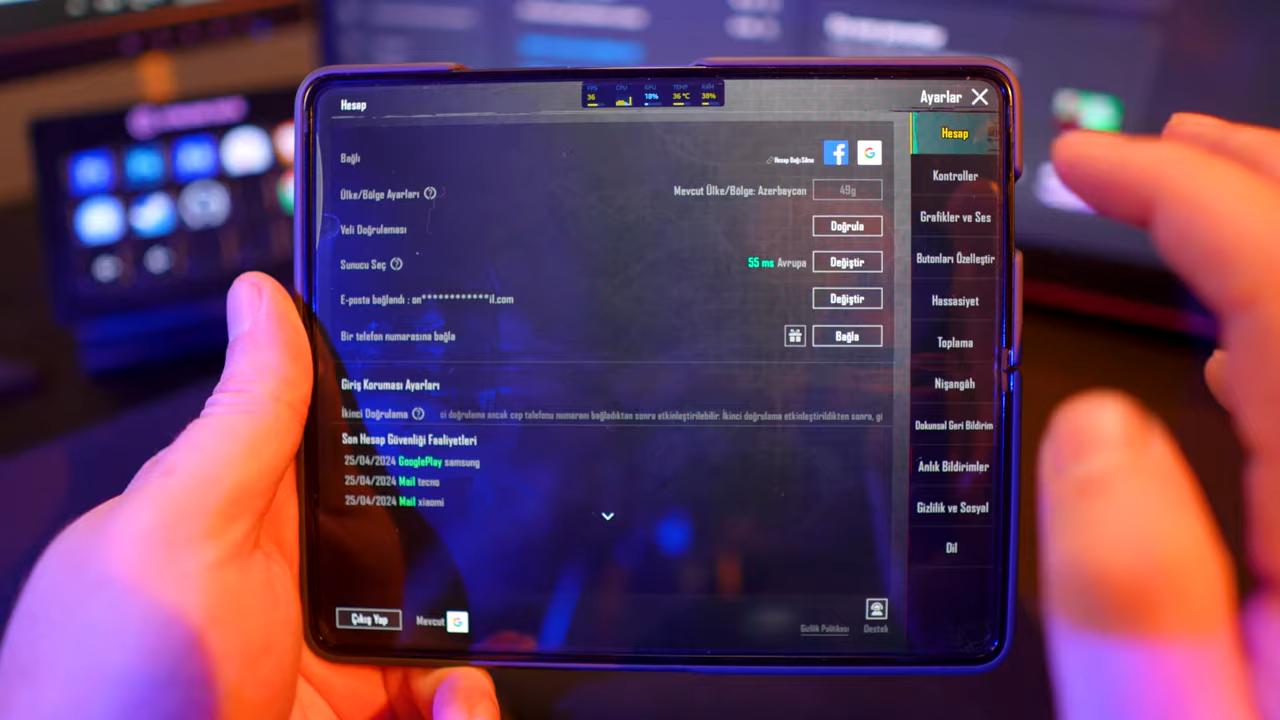 FPS CPU GPU TEMP RAM
36 18% 36 °C 38%
Hesap
Ayarlar
Bağlı
Hesap Bağı Silme
Ülke/Bölge Ayarları ?
Mevcut Ülke/Bölge: Azerbaycan 49g
Veli Doğrulaması
Doğrula
Sunucu Seç ?
55 ms Avrupa Değiştir
E-posta bağlandı : on************il.com
Değiştir
Bir telefon numarasına bağla
Bağla
Giriş Koruması Ayarları
İkinci Doğrulama ? ci doğrulama ancak cep telefonu numaranı bağladıktan sonra etkinleştirilebilir. İkinci doğrulama etkinleştirildikten sonra, gi
Son Hesap Güvenliği Faaliyetleri
25/04/2024 GooglePlay samsung
25/04/2024 Mail tecno
25/04/2024 Mail xiaomi
Çıkış Yap
Mevcut
Gizlilik Politikası
Destek
Hesap
Kontroller
Grafikler ve Ses
Butonları Özelleştir
Hassasiyet
Toplama
Nişangâh
Dokunsal Geri Bildirim
Anlık Bildirimler
Gizlilik ve Sosyal
Dil